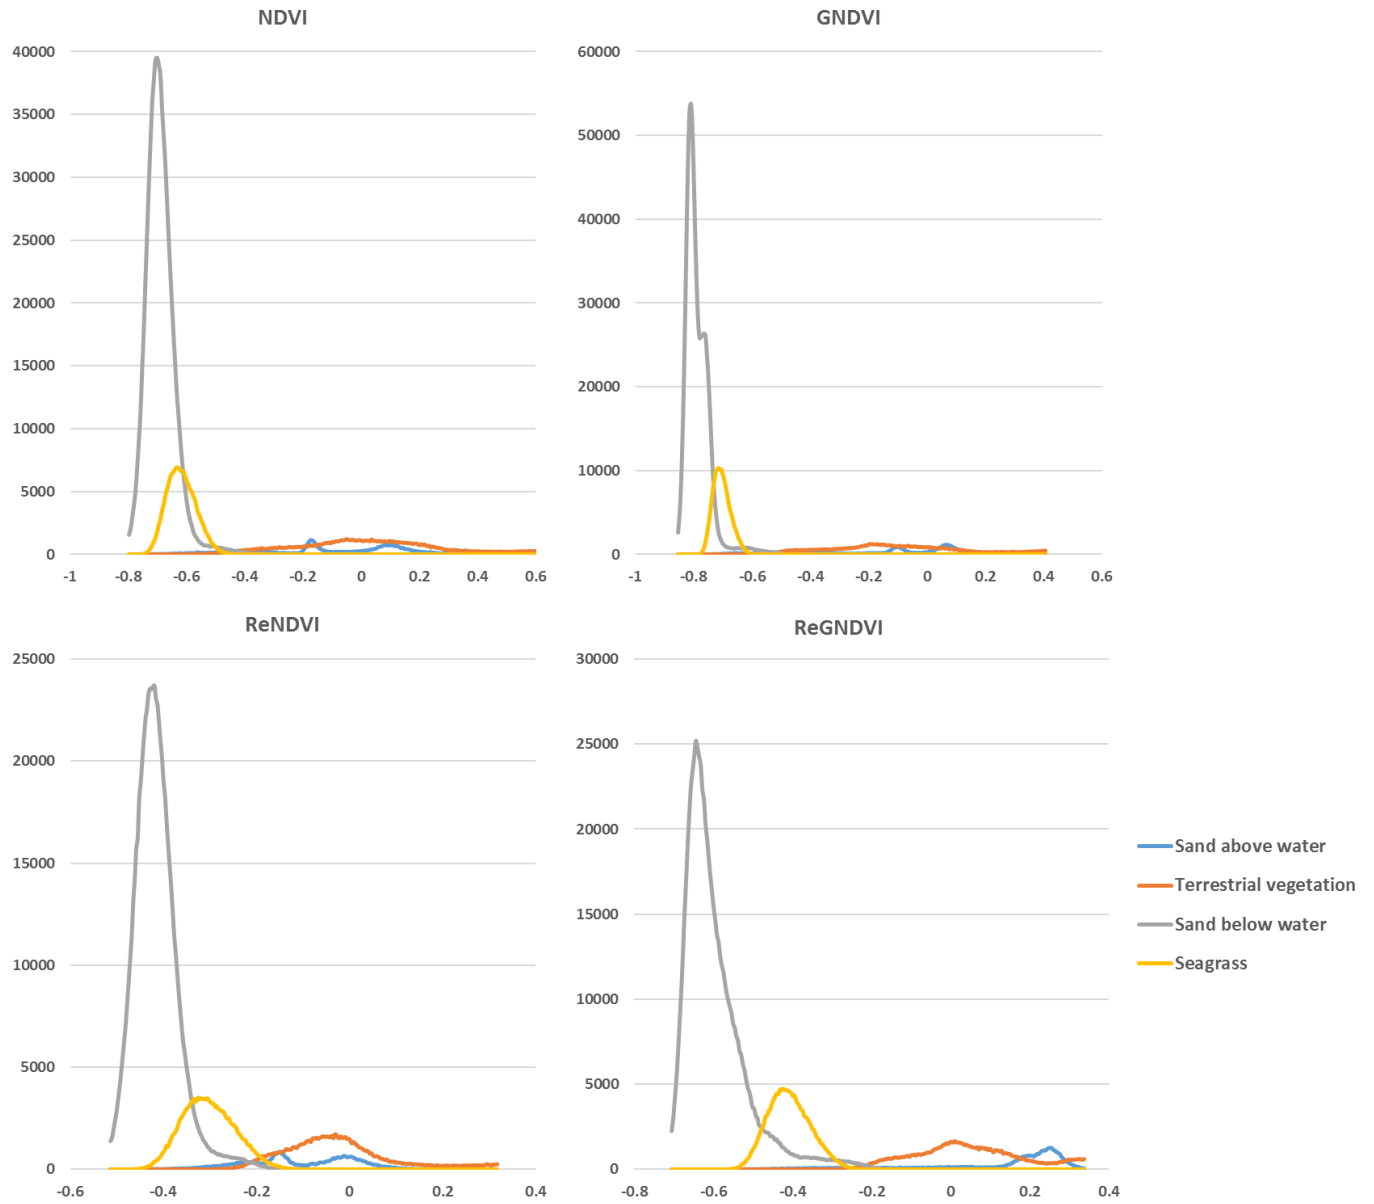 NDVI
40000
35000
30000
25000
20000
15000
10000
5000
0
-1 -0.8 -0.6 -0.4 -0.2 0 0.2 0.4 0.6
GNDVI
60000
50000
40000
30000
20000
10000
0
-1 -0.8 -0.6 -0.4 -0.2 0 0.2 0.4 0.6
ReNDVI
25000
20000
15000
10000
5000
0
-0.6 -0.4 -0.2 0 0.2 0.4
ReGNDVI
30000
25000
20000
15000
10000
5000
0
-0.8 -0.6 -0.4 -0.2 0 0.2 0.4
Sand above water
Terrestrial vegetation
Sand below water
Seagrass